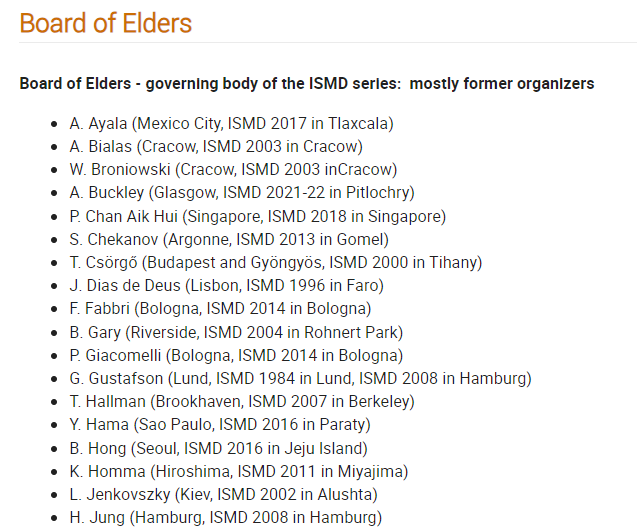 Board of Elders
Board of Elders - governing body of the ISMD series:  mostly former organizers
• A. Ayala (Mexico City, ISMD 2017 in Tlaxcala)
• A. Bialas (Cracow, ISMD 2003 in Cracow)
• W. Broniowski (Cracow, ISMD 2003 inCracow)
• A. Buckley (Glasgow, ISMD 2021-22 in Pitlochry)
• P. Chan Aik Hui (Singapore, ISMD 2018 in Singapore)
• S. Chekanov (Argonne, ISMD 2013 in Gomel)
• T. Csörgő (Budapest and Gyöngyös, ISMD 2000 in Tihany)
• J. Dias de Deus (Lisbon, ISMD 1996 in Faro)
• F. Fabbri (Bologna, ISMD 2014 in Bologna)
• B. Gary (Riverside, ISMD 2004 in Rohnert Park)
• P. Giacomelli (Bologna, ISMD 2014 in Bologna)
• G. Gustafson (Lund, ISMD 1984 in Lund, ISMD 2008 in Hamburg)
• T. Hallman (Brookhaven, ISMD 2007 in Berkeley)
• Y. Hama (Sao Paulo, ISMD 2016 in Paraty)
• B. Hong (Seoul, ISMD 2016 in Jeju Island)
• K. Homma (Hiroshima, ISMD 2011 in Miyajima)
• L. Jenkovszky (Kiev, ISMD 2002 in Alushta)
• H. Jung (Hamburg, ISMD 2008 in Hamburg)